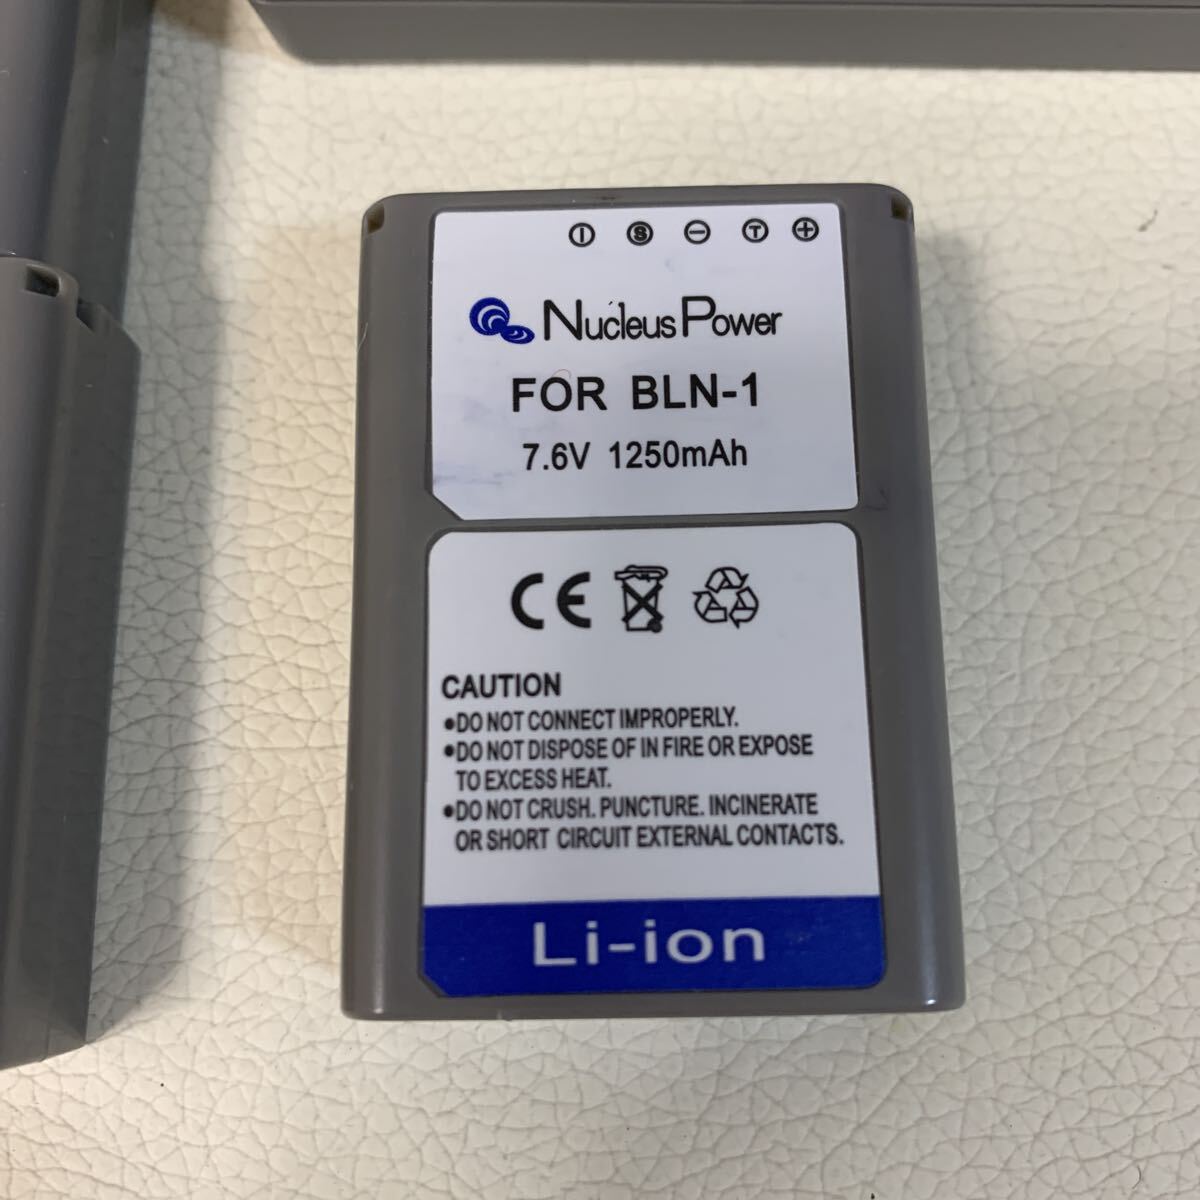 I S − T +
Nucleus Power
FOR BLN-1
7.6V 1250mAh
CE
CAUTION
•DO NOT CONNECT IMPROPERLY.
•DO NOT DISPOSE OF IN FIRE OR EXPOSE
TO EXCESS HEAT.
•DO NOT CRUSH. PUNCTURE. INCINERATE
OR SHORT CIRCUIT EXTERNAL CONTACTS.
Li-ion